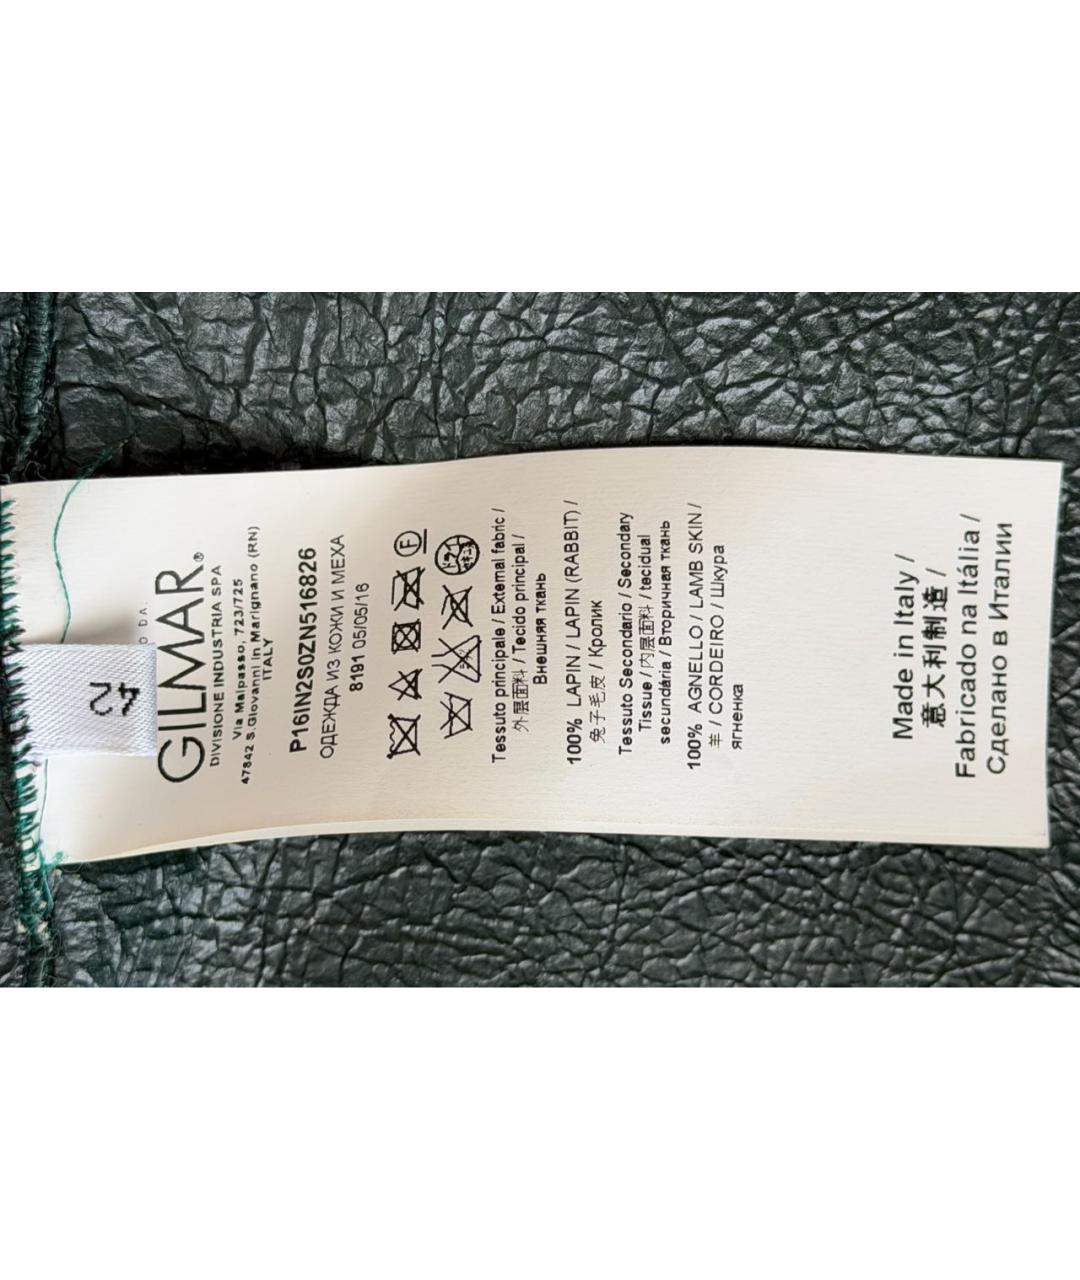 42
O DA.
GILMAR®
DIVISIONE INDUSTRIA SPA
Via Malpasso, 723/725
47842 S.Giovanni in Marignano (RN)
ITALY
P16IN2S0ZN516826
ОДЕЖДА ИЗ КОЖИ И МЕХА
8191 05/05/16
F
Tessuto principale / External fabric /
外层面料 / Tecido principal /
Внешняя ткань
100% LAPIN / LAPIN (RABBIT) /
兔子毛皮 / Кролик
Tessuto Secondario / Secondary
Tissue / 内层面料 / tecidual
secundária / Вторичная ткань
100% AGNELLO / LAMB SKIN /
羊 / CORDEIRO / Шкура
ягненка
Made in Italy /
意大利制造 /
Fabricado na Itália /
Сделано в Италии